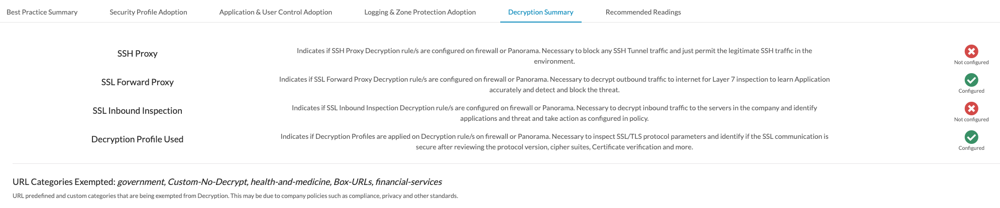 Best Practice Summary
Security Profile Adoption
Application & User Control Adoption
Logging & Zone Protection Adoption
Decryption Summary
Recommended Readings
SSH Proxy
Indicates if SSH Proxy Decryption rule/s are configured on firewall or Panorama. Necessary to block any SSH Tunnel traffic and just permit the legitimate SSH traffic in the
environment.
Not configured
SSL Forward Proxy
Indicates if SSL Forward Proxy Decryption rule/s are configured on firewall or Panorama. Necessary to decrypt outbound traffic to internet for Layer 7 inspection to learn Application
accurately and detect and block the threat.
Configured
SSL Inbound Inspection
Indicates if SSL Inbound Inspection Decryption rule/s are configured on firewall or Panorama. Necessary to decrypt inbound traffic to the servers in the company and identify
applications and threat and take action as configured in policy.
Not configured
Decryption Profile Used
Indicates if Decryption Profiles are applied on Decryption rule/s on firewall or Panorama. Necessary to inspect SSL/TLS protocol parameters and identify if the SSL communication is
secure after reviewing the protocol version, cipher suites, Certificate verification and more.
Configured
URL Categories Exempted: government, Custom-No-Decrypt, health-and-medicine, Box-URLs, financial-services
URL predefined and custom categories that are being exempted from Decryption. This may be due to company policies such as compliance, privacy and other standards.